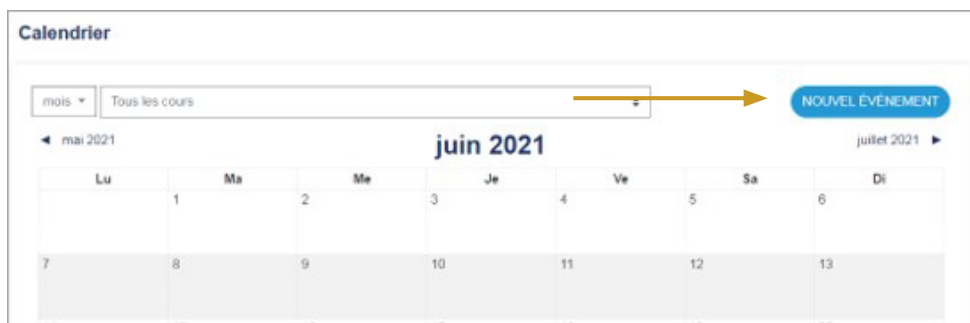 Calendrier
mois Tous les cours NOUVEL ÉVÉNEMENT
mai 2021 juin 2021 juillet 2021
Lu Ma Me Je Ve Sa Di
1 2 3 4 5 6
7 8 9 10 11 12 13